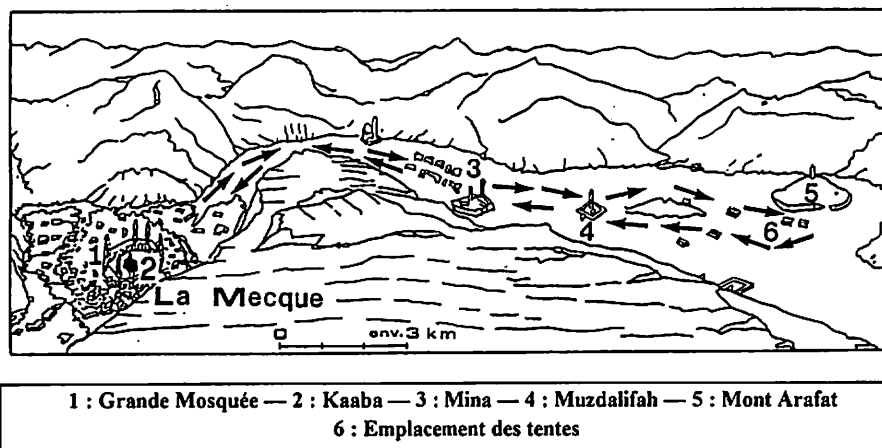 3
5
4
6
1
2
La Mecque
0
env. 3 km
1 : Grande Mosquée — 2 : Kaaba — 3 : Mina — 4 : Muzdalifah — 5 : Mont Arafat
6 : Emplacement des tentes